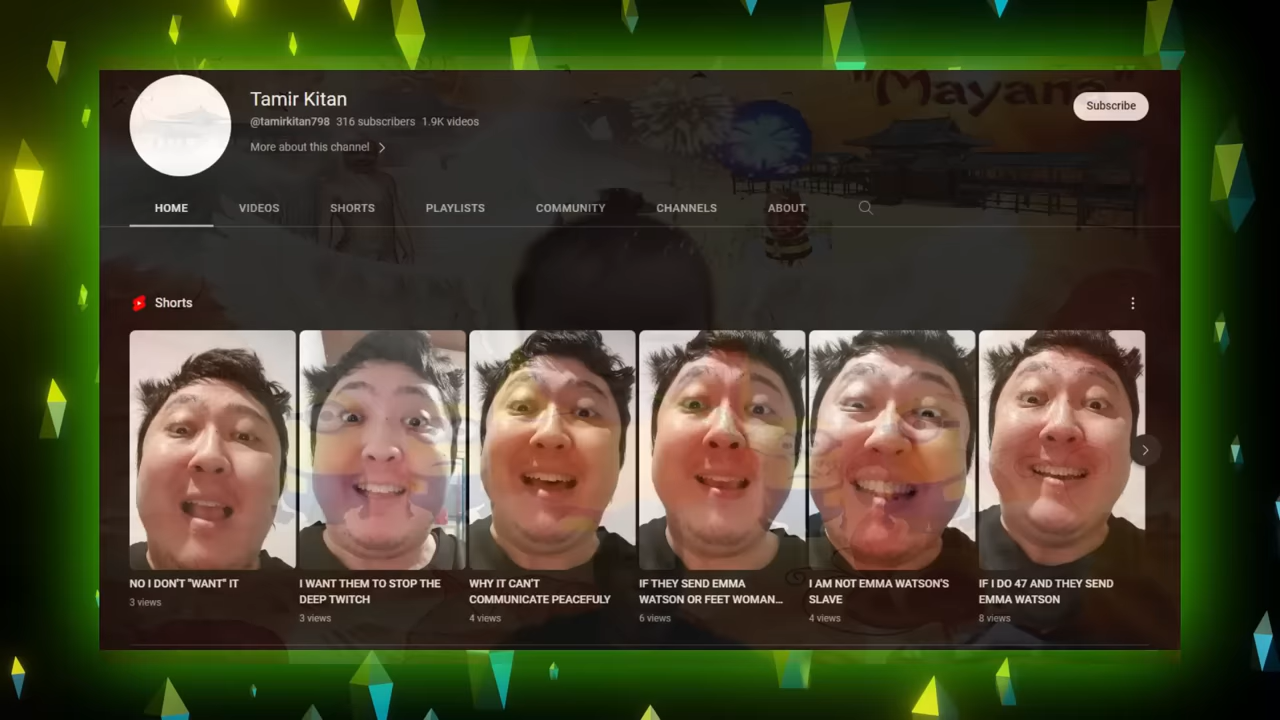 "Mayana"
Tamir Kitan
@tamirkitan798 316 subscribers 1.9K videos
More about this channel
Subscribe
HOME VIDEOS SHORTS PLAYLISTS COMMUNITY CHANNELS ABOUT
Shorts
NO I DON'T "WANT" IT
3 views
I WANT THEM TO STOP THE
DEEP TWITCH
3 views
WHY IT CAN'T
COMMUNICATE PEACEFULY
4 views
IF THEY SEND EMMA
WATSON OR FEET WOMAN...
6 views
I AM NOT EMMA WATSON'S
SLAVE
4 views
IF I DO 47 AND THEY SEND
EMMA WATSON
8 views